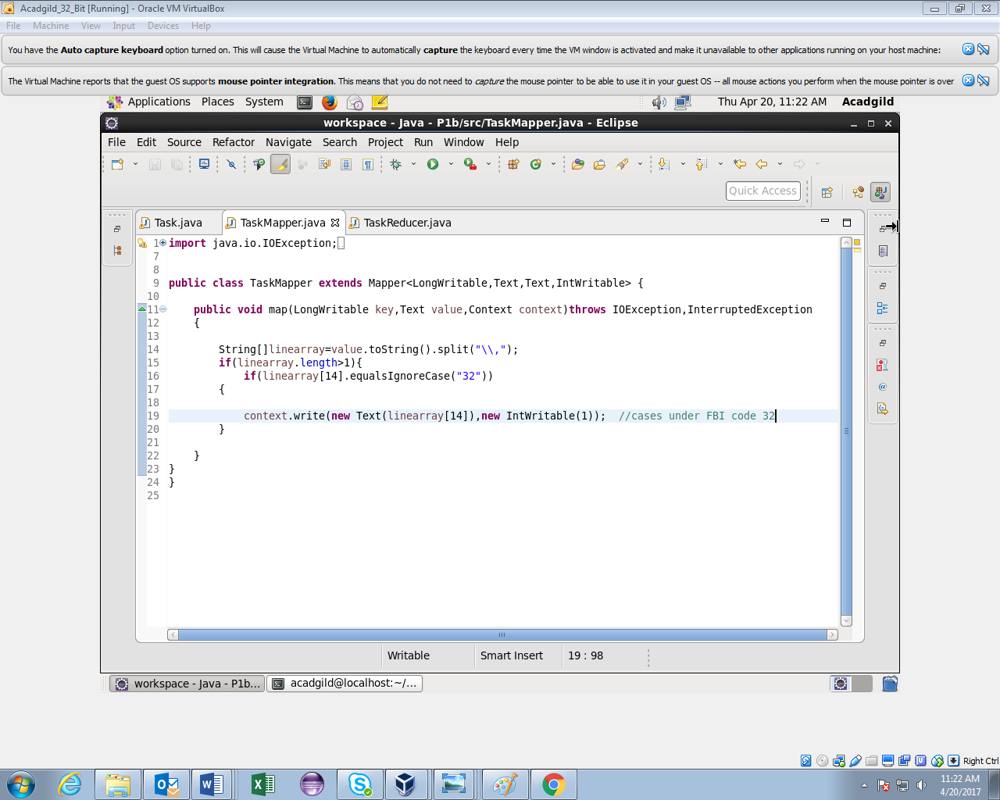 Acadgild_32_Bit [Running] - Oracle VM VirtualBox
File Machine View Input Devices Help
You have the Auto capture keyboard option turned on. This will cause the Virtual Machine to automatically capture the keyboard every time the VM window is activated and make it unavailable to other applications running on your host machine:
The Virtual Machine reports that the guest OS supports mouse pointer integration. This means that you do not need to capture the mouse pointer to be able to use it in your guest OS -- all mouse actions you perform when the mouse pointer is over
Applications Places System Thu Apr 20, 11:22 AM Acadgild
workspace - Java - P1b/src/TaskMapper.java - Eclipse
File Edit Source Refactor Navigate Search Project Run Window Help
Quick Access
Task.java TaskMapper.java TaskReducer.java
1 import java.io.IOException;
7
8
9 public class TaskMapper extends Mapper<LongWritable,Text,Text,IntWritable> {
10
11 public void map(LongWritable key,Text value,Context context)throws IOException,InterruptedException
12 {
13
14 String[]linearray=value.toString().split("\\,");
15 if(linearray.length>1){
16 if(linearray[14].equalsIgnoreCase("32"))
17 {
18
19 context.write(new Text(linearray[14]),new IntWritable(1)); //cases under FBI code 32
20 }
21
22 }
23 }
24 }
25
Writable Smart Insert 19 : 98
workspace - Java - P1b... acadgild@localhost:~/...
Right Ctrl
11:22 AM
4/20/2017